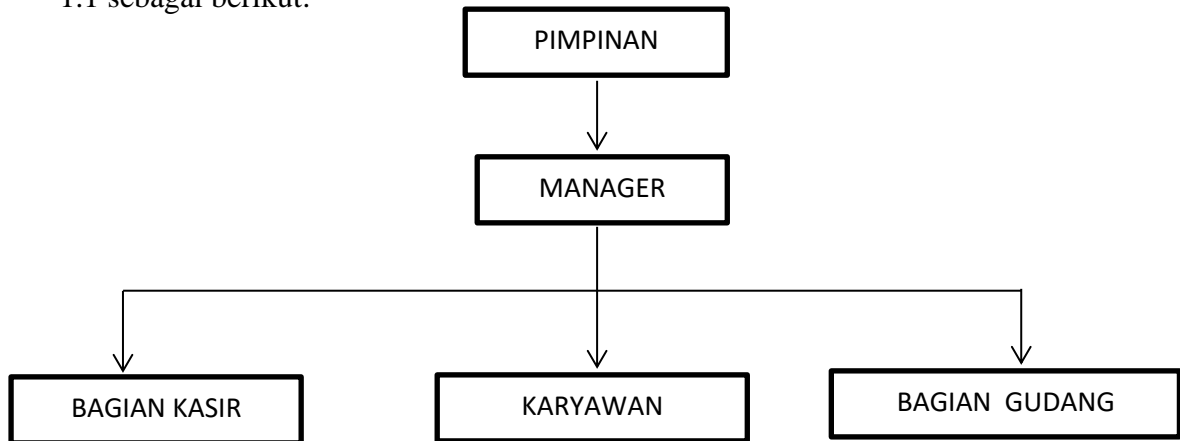 1.1 sebagai berikut:
PIMPINAN
MANAGER
BAGIAN KASIR
KARYAWAN
BAGIAN GUDANG